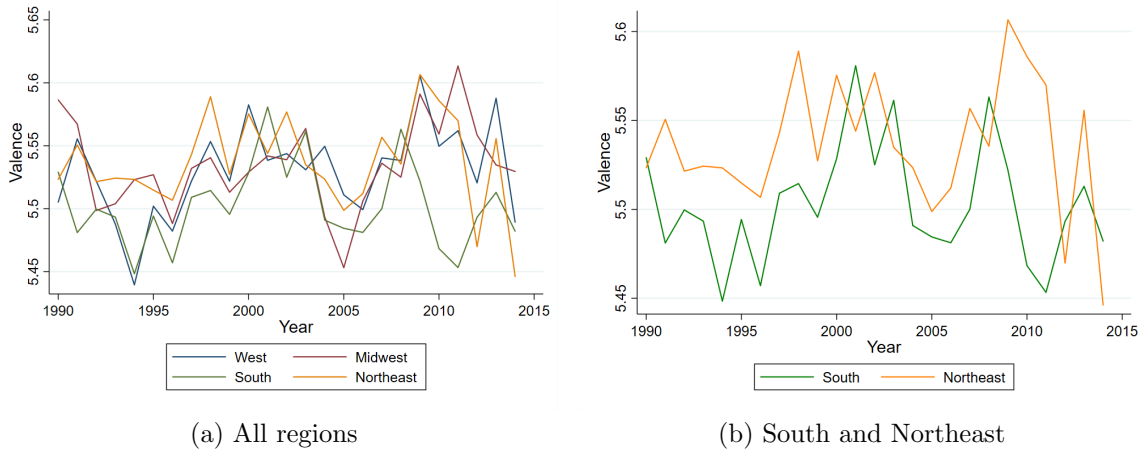 5.65
5.6
5.55
5.5
5.45
Valence
1990 1995 2000 2005 2010 2015
Year
West Midwest
South Northeast
(a) All regions
5.6
5.55
5.5
5.45
Valence
1990 1995 2000 2005 2010 2015
Year
South Northeast
(b) South and Northeast